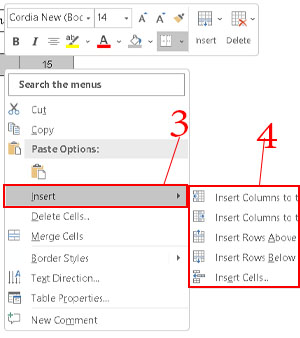 Cordia New (Boc
14
A
A
B I A
Insert Delete
15
Search the menus
3
4
Cut
Copy
Paste Options:
Insert
Delete Cells..
Merge Cells
Border Styles
Text Direction...
Table Properties...
New Comment
Insert Columns to t
Insert Columns to t
Insert Rows Above
Insert Rows Below
Insert Cells..